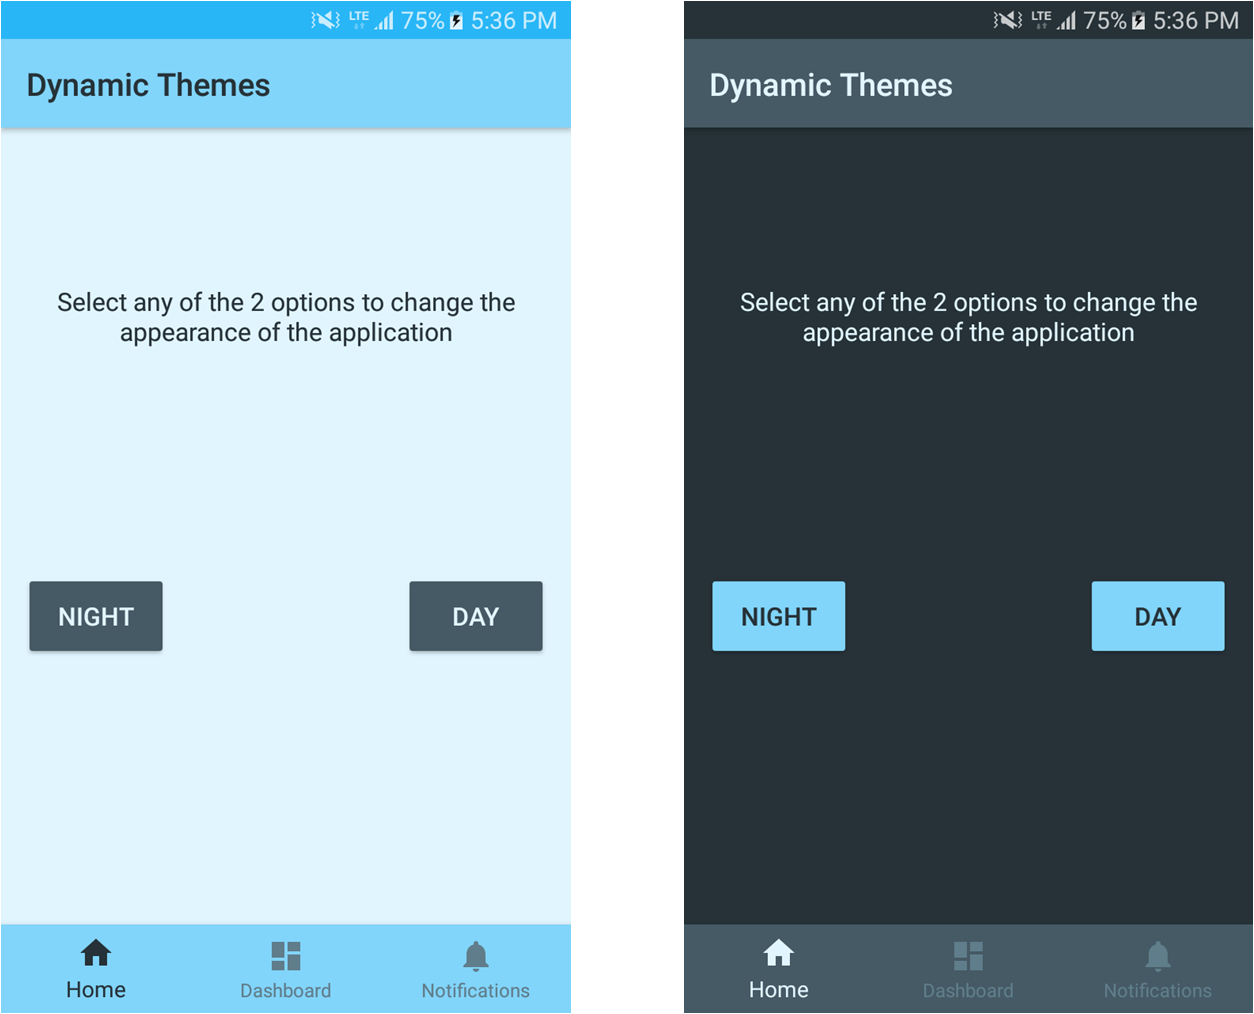 LTE 75% 5:36 PM
Dynamic Themes
Select any of the 2 options to change the
appearance of the application
NIGHT DAY
Home Dashboard Notifications
LTE 75% 5:36 PM
Dynamic Themes
Select any of the 2 options to change the
appearance of the application
NIGHT DAY
Home Dashboard Notifications